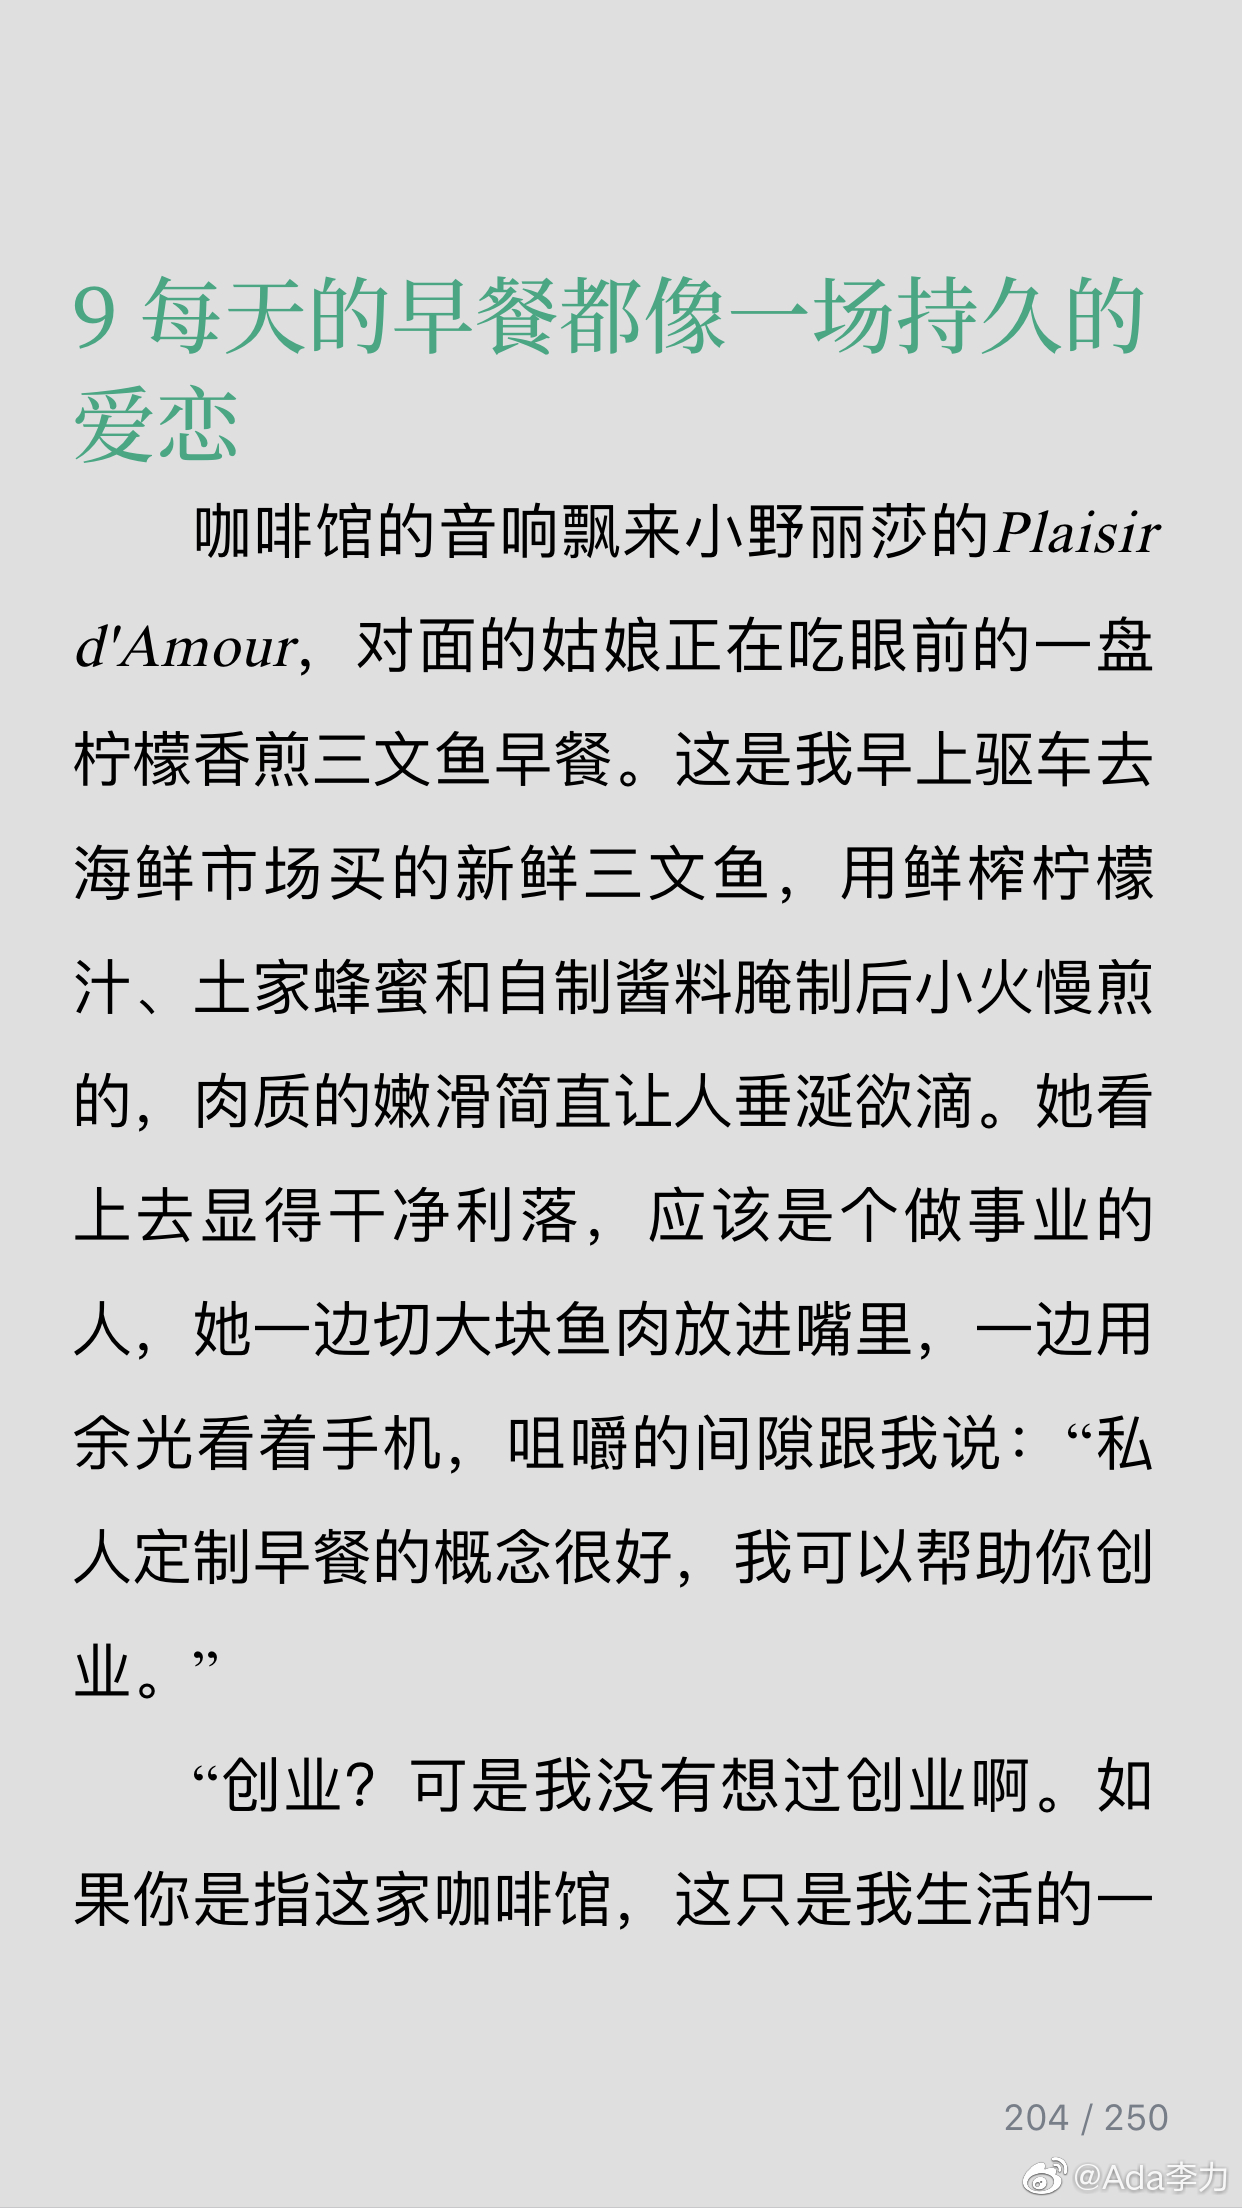 9 每天的早餐都像一场持久的
爱恋
咖啡馆的音响飘来小野丽莎的Plaisir
d'Amour，对面的姑娘正在吃眼前的一盘
柠檬香煎三文鱼早餐。这是我早上驱车去
海鲜市场买的新鲜三文鱼，用鲜榨柠檬
汁、土家蜂蜜和自制酱料腌制后小火慢煎
的，肉质的嫩滑简直让人垂涎欲滴。她看
上去显得干净利落，应该是个做事业的
人，她一边切大块鱼肉放进嘴里，一边用
余光看着手机，咀嚼的间隙跟我说：“私
人定制早餐的概念很好，我可以帮助你创
业。”
“创业？可是我没有想过创业啊。如
果你是指这家咖啡馆，这只是我生活的一
204 / 250
@Ada李力